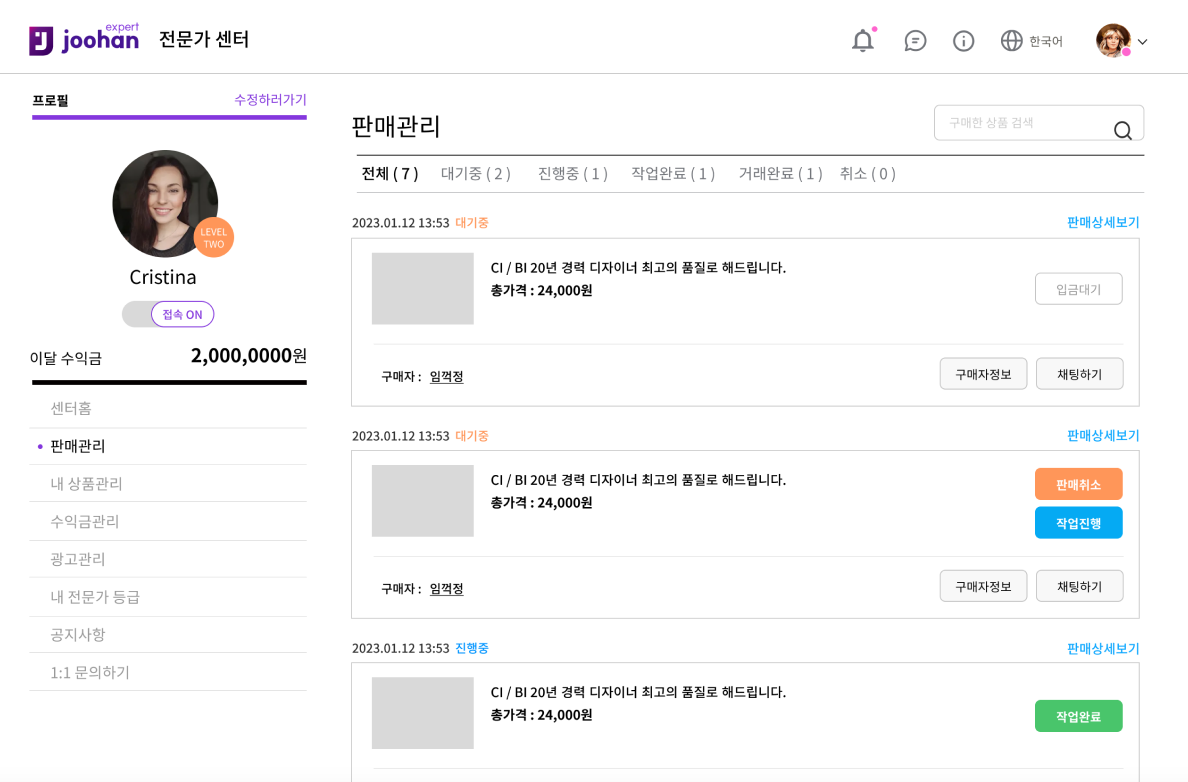 expert
joohan 전문가 센터
한국어
프로필 수정하러가기
LEVEL
TWO
Cristina
접속 ON
이달 수익금 2,000,0000원
센터홈
판매관리
내 상품관리
수익금관리
광고관리
내 전문가 등급
공지사항
1:1 문의하기
판매관리
구매한 상품 검색
전체 ( 7 ) 대기중 ( 2 ) 진행중 ( 1 ) 작업완료 ( 1 ) 거래완료 ( 1 ) 취소 ( 0 )
2023.01.12 13:53 대기중 판매상세보기
CI / BI 20년 경력 디자이너 최고의 품질로 해드립니다.
총가격 : 24,000원
입금대기
구매자 : 임꺽정 구매자정보 채팅하기
2023.01.12 13:53 대기중 판매상세보기
CI / BI 20년 경력 디자이너 최고의 품질로 해드립니다.
총가격 : 24,000원
판매취소
작업진행
구매자 : 임꺽정 구매자정보 채팅하기
2023.01.12 13:53 진행중 판매상세보기
CI / BI 20년 경력 디자이너 최고의 품질로 해드립니다.
총가격 : 24,000원
작업완료